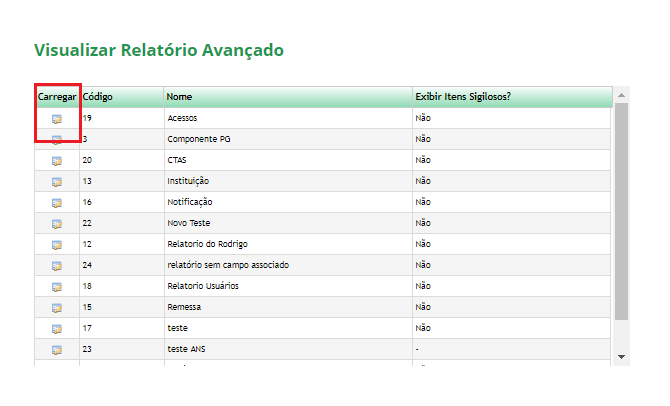 Visualizar Relatório Avançado
Carregar Código Nome Exibir Itens Sigilosos?
19 Acessos Não
3 Componente PG Não
20 CTAS Não
13 Instituição Não
16 Notificação Não
22 Novo Teste Não
12 Relatorio do Rodrigo Não
24 relatório sem campo associado Não
18 Relatorio Usuários Não
15 Remessa Não
17 teste Não
23 teste ANS -